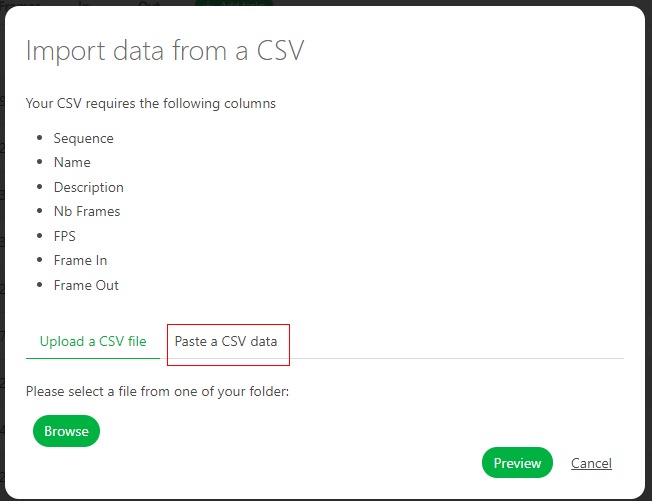 Import data from a CSV
Your CSV requires the following columns
Sequence
Name
Description
Nb Frames
FPS
Frame In
Frame Out
Upload a CSV file
Paste a CSV data
Please select a file from one of your folder:
Browse
Preview
Cancel